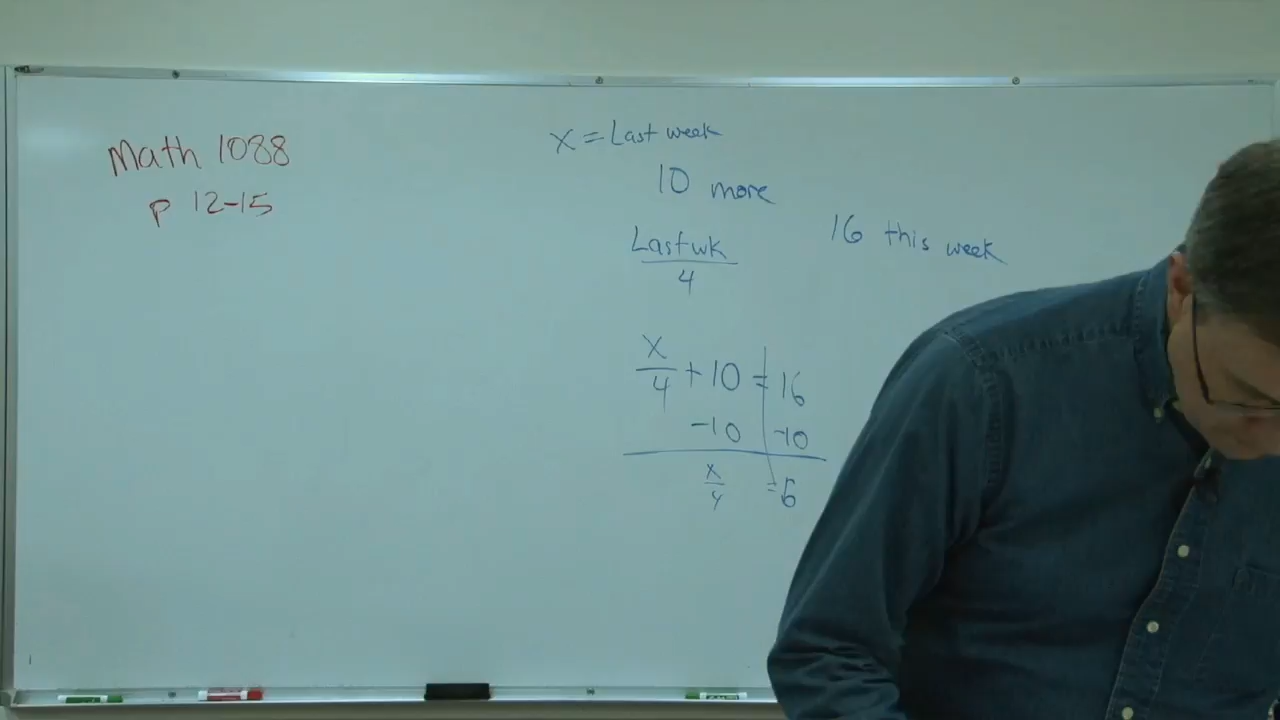 Math 1088
p 12-15
x = Last week
10 more
16 this week
Last wk
4
x
4 + 10 = 16
-10 -10
x
4 = 6